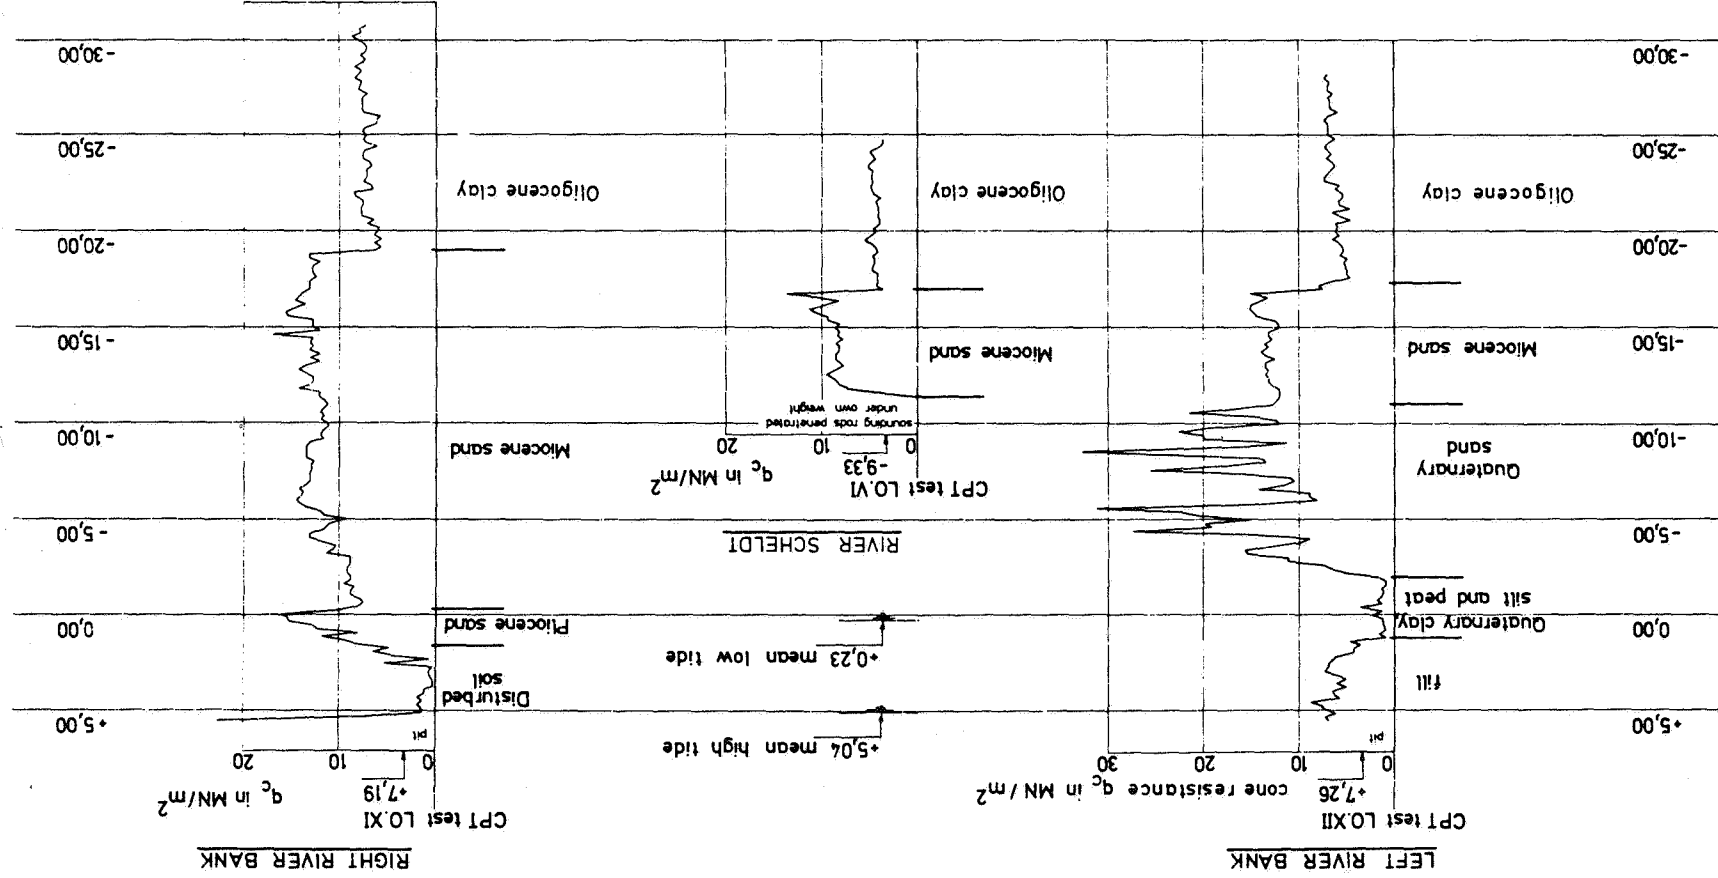 LEFT RIVER BANK
CPT test LO.XII
+7,26
cone resistance q_c in MN/m²
0
10
20
30
pit
+5,00
fill
0,00
Quaternary clay,
silt and peat
-5,00
Quaternary
sand
-10,00
Miocene sand
-15,00
-20,00
Oligocene clay
-25,00
-30,00
+5,04 mean high tide
+0,23 mean low tide
RIVER SCHELDT
CPT test LO.VI
-9,33
q_c in MN/m²
0
10
20
sounding rods penetrated
under own weight
Miocene sand
Oligocene clay
RIGHT RIVER BANK
CPT test LO.XI
+7,19
q_c in MN/m²
0
10
20
pit
Disturbed
soil
Pliocene sand
Miocene sand
Oligocene clay
+5,00
0,00
-5,00
-10,00
-15,00
-20,00
-25,00
-30,00